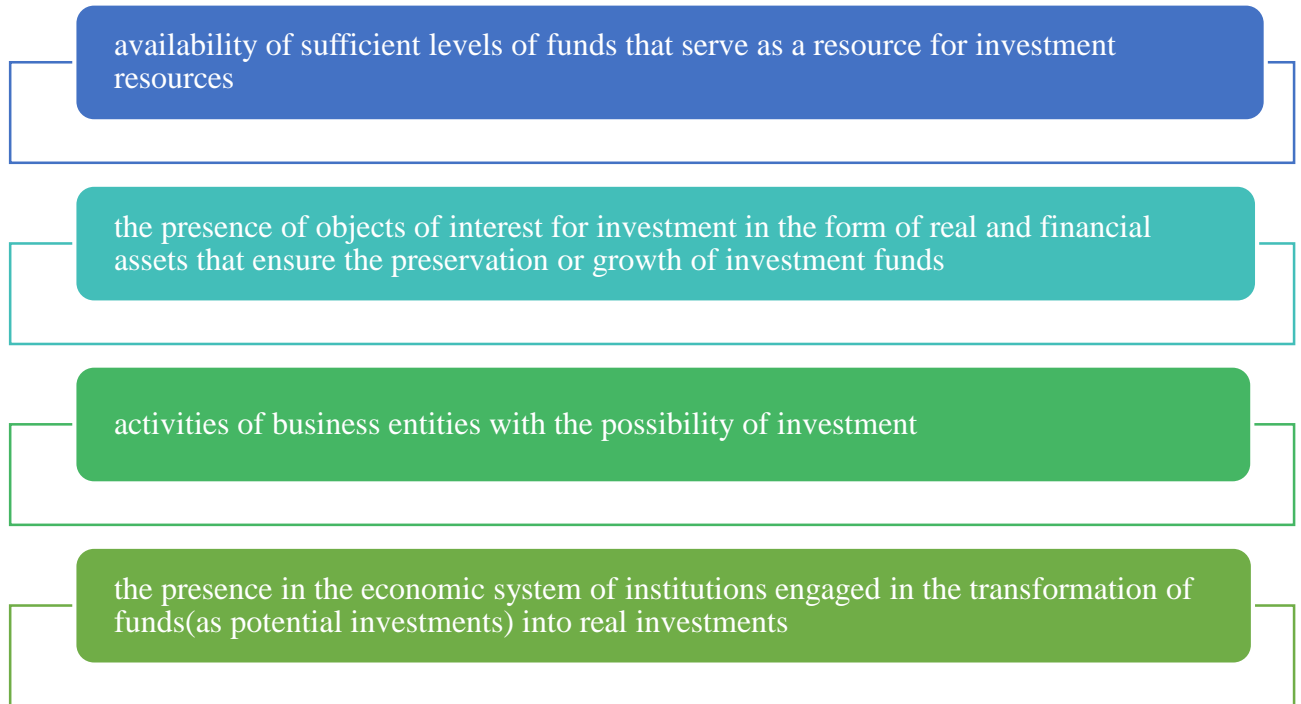 availability of sufficient levels of funds that serve as a resource for investment
resources
the presence of objects of interest for investment in the form of real and financial
assets that ensure the preservation or growth of investment funds
activities of business entities with the possibility of investment
the presence in the economic system of institutions engaged in the transformation of
funds(as potential investments) into real investments